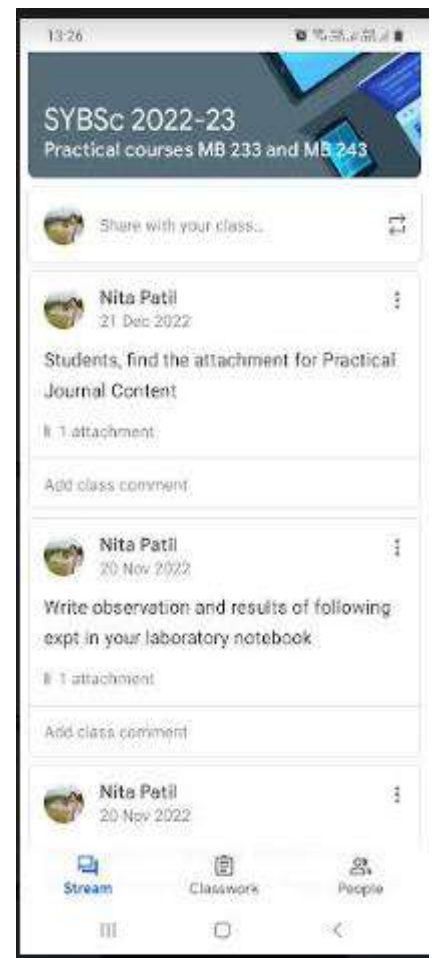 13:26
SYBSc 2022-23
Practical courses MB 233 and MB 243
Share with your class...
Nita Patil
21 Dec 2022
Students, find the attachment for Practical
Journal Content
1 attachment
Add class comment
Nita Patil
20 Nov 2022
Write observation and results of following
expt in your laboratory notebook
1 attachment
Add class comment
Nita Patil
20 Nov 2022
Stream Classwork People